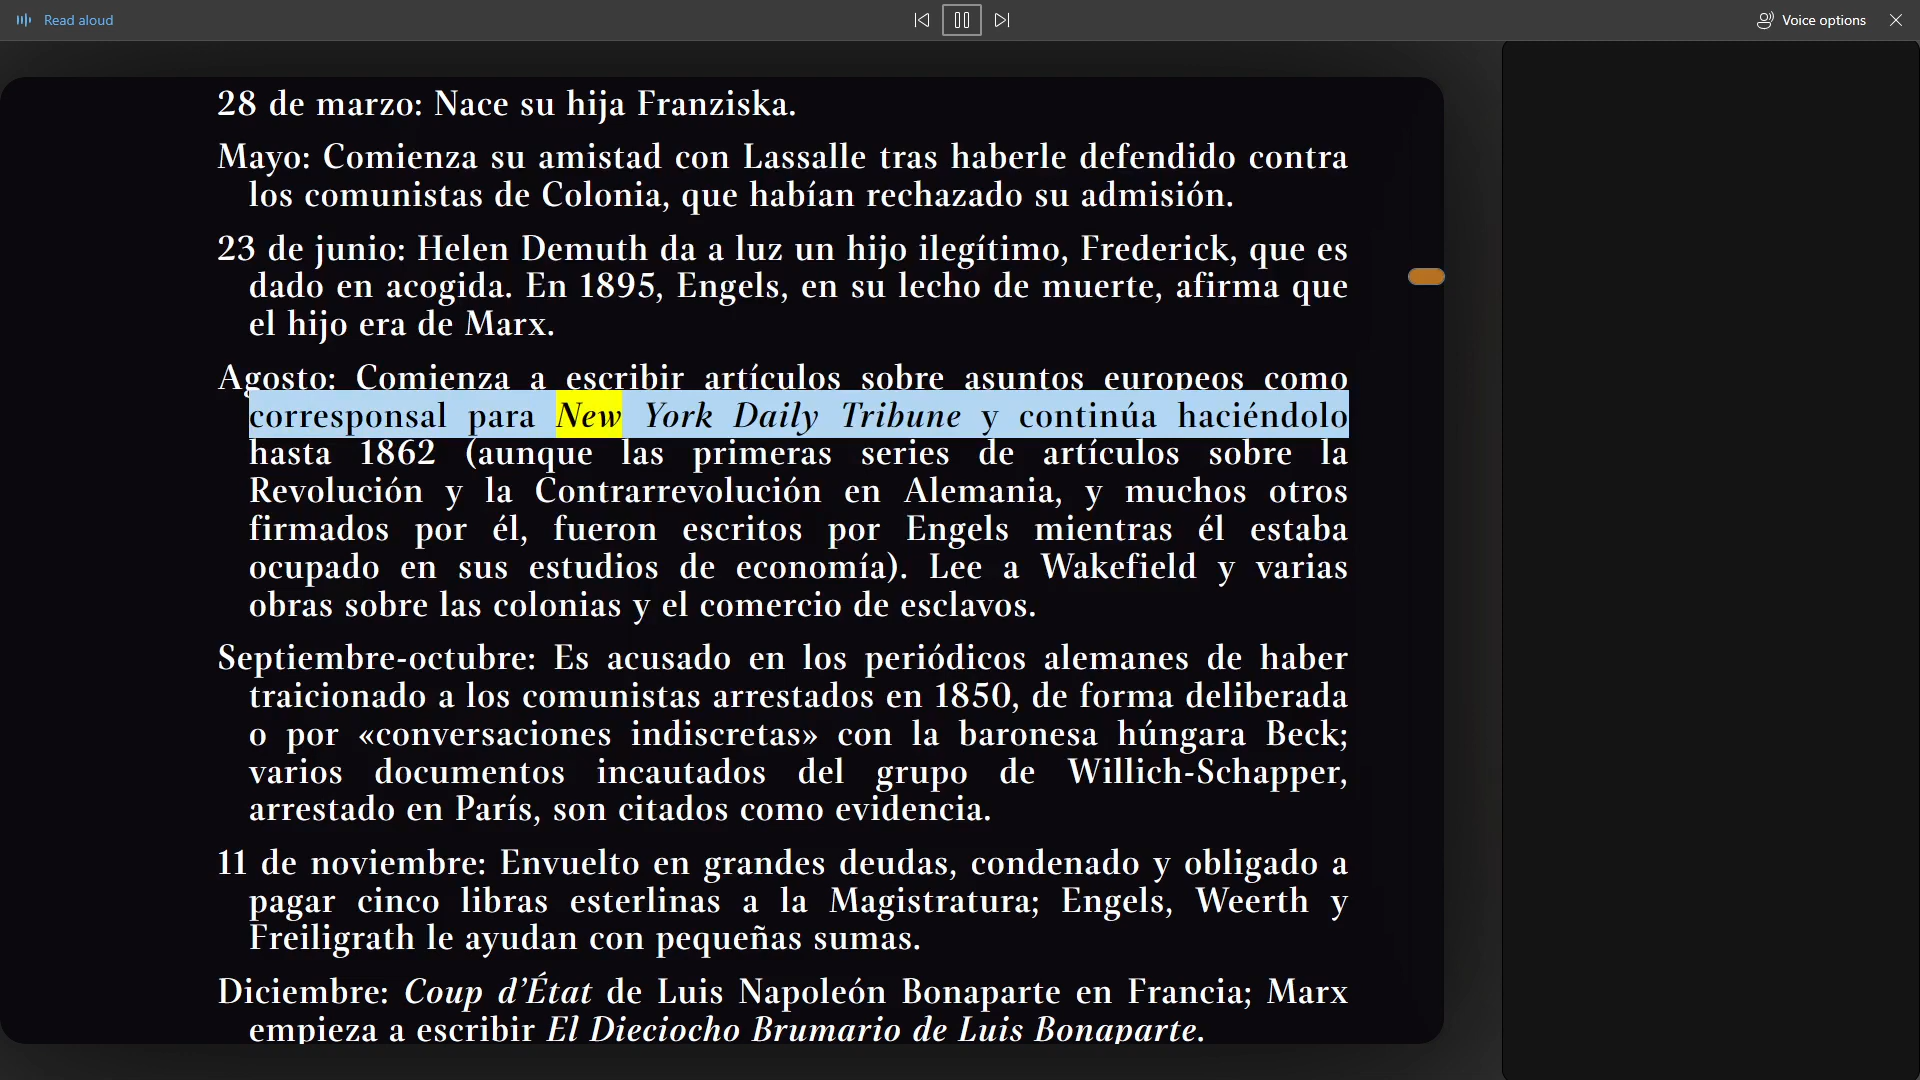 Read aloud
Voice options
28 de marzo: Nace su hija Franziska.
Mayo: Comienza su amistad con Lassalle tras haberle defendido contra
los comunistas de Colonia, que habían rechazado su admisión.
23 de junio: Helen Demuth da a luz un hijo ilegítimo, Frederick, que es
dado en acogida. En 1895, Engels, en su lecho de muerte, afirma que
el hijo era de Marx.
Agosto: Comienza a escribir artículos sobre asuntos europeos como
corresponsal para New York Daily Tribune y continúa haciéndolo
hasta 1862 (aunque las primeras series de artículos sobre la
Revolución y la Contrarrevolución en Alemania, y muchos otros
firmados por él, fueron escritos por Engels mientras él estaba
ocupado en sus estudios de economía). Lee a Wakefield y varias
obras sobre las colonias y el comercio de esclavos.
Septiembre-octubre: Es acusado en los periódicos alemanes de haber
traicionado a los comunistas arrestados en 1850, de forma deliberada
o por «conversaciones indiscretas» con la baronesa húngara Beck;
varios documentos incautados del grupo de Willich-Schapper,
arrestado en París, son citados como evidencia.
11 de noviembre: Envuelto en grandes deudas, condenado y obligado a
pagar cinco libras esterlinas a la Magistratura; Engels, Weerth y
Freiligrath le ayudan con pequeñas sumas.
Diciembre: Coup d’État de Luis Napoleón Bonaparte en Francia; Marx
empieza a escribir El Dieciocho Brumario de Luis Bonaparte.